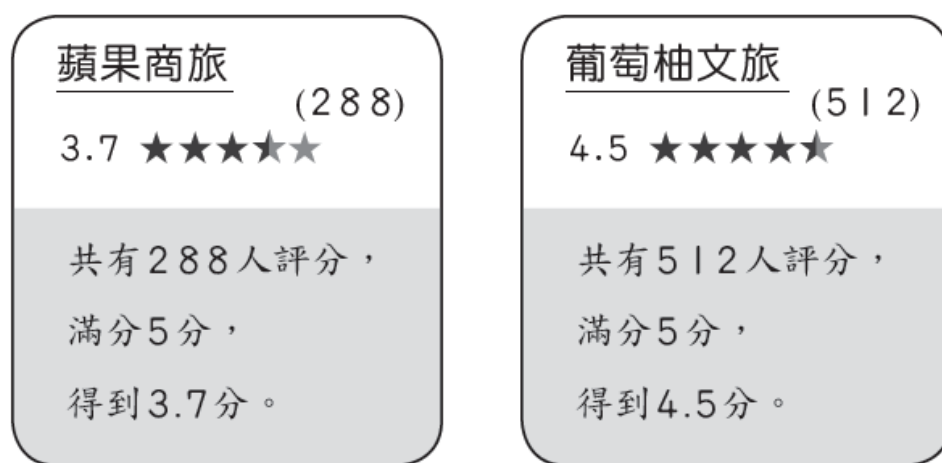 蘋果商旅
(288)
3.7 ★★★★★
共有288人評分，
滿分5分，
得到3.7分。
葡萄柚文旅
(512)
4.5 ★★★★★
共有512人評分，
滿分5分，
得到4.5分。